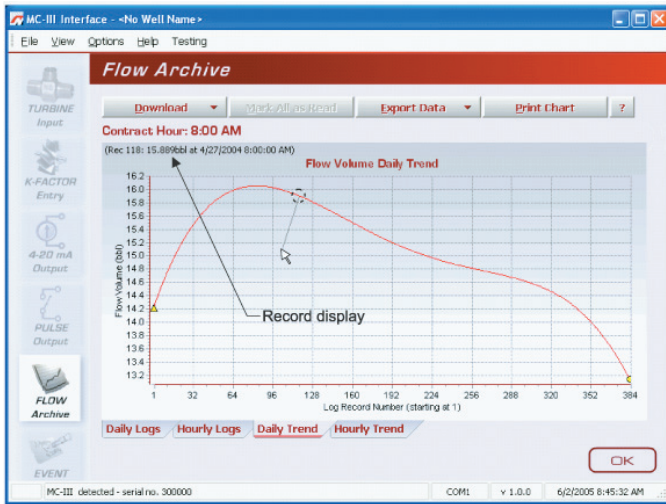 MC-III Interface - <No Well Name>
File View Options Help Testing
Flow Archive
TURBINE
Input
K-FACTOR
Entry
4-20 mA
Output
PULSE
Output
FLOW
Archive
EVENT
Download Mark All as Read Export Data Print Chart ?
Contract Hour: 8:00 AM
(Rec 118: 15.889bbl at 4/27/2004 8:00:00 AM)
Flow Volume Daily Trend
Flow Volume (bbl)
16.2
16.0
15.8
15.6
15.4
15.2
15.0
14.8
14.6
14.4
14.2
14.0
13.8
13.6
13.4
13.2
Record display
1 32 64 96 128 160 192 224 256 288 320 352 384
Log Record Number (starting at 1)
Daily Logs Hourly Logs Daily Trend Hourly Trend
OK
MC-III detected - serial no. 300000 COM1 v 1.0.0 6/2/2005 8:45:32 AM